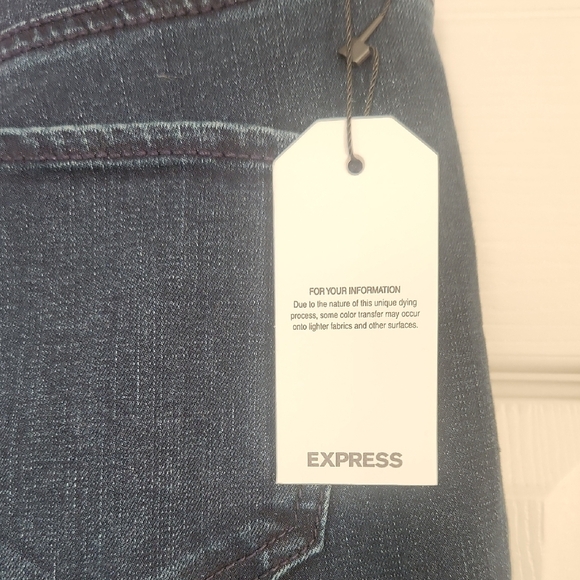 FOR YOUR INFORMATION
Due to the nature of this unique dying
process, some color transfer may occur
onto lighter fabrics and other surfaces.
EXPRESS